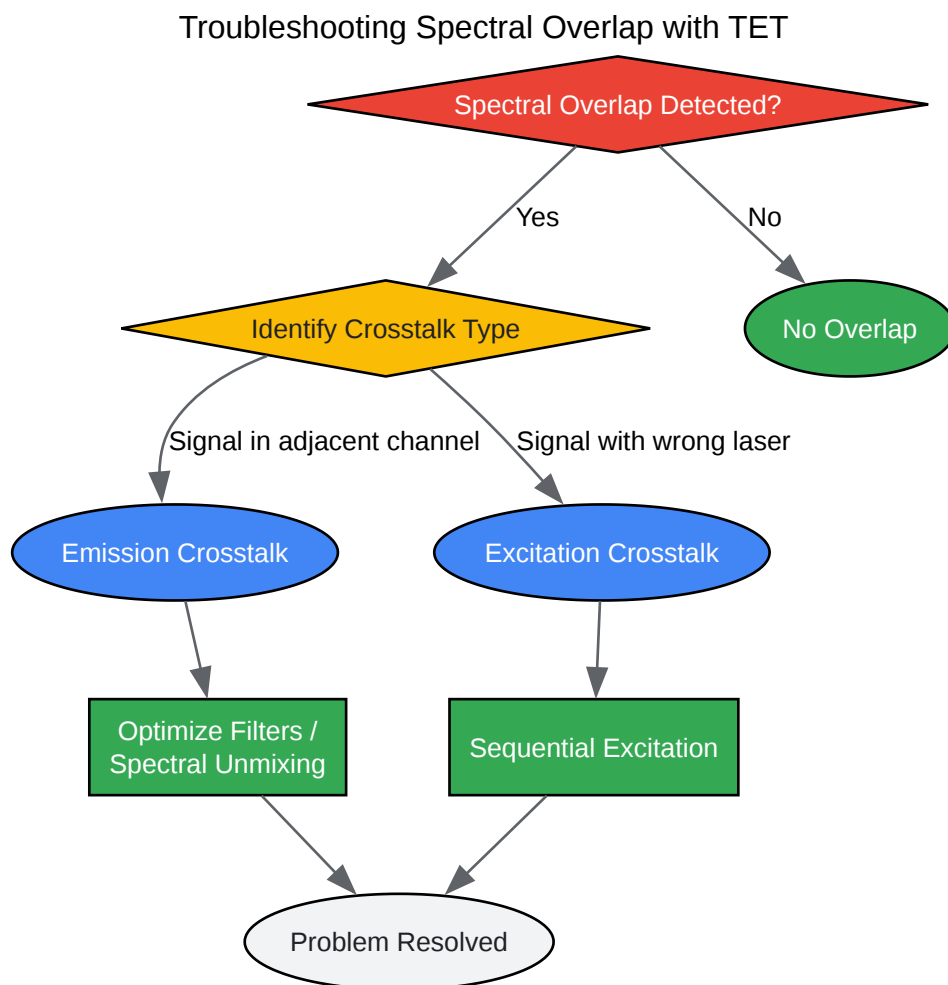 Troubleshooting Spectral Overlap with TET
Spectral Overlap Detected?
Yes
No
Identify Crosstalk Type
No Overlap
Signal in adjacent channel
Signal with wrong laser
Emission Crosstalk
Excitation Crosstalk
Optimize Filters /
Spectral Unmixing
Sequential Excitation
Problem Resolved